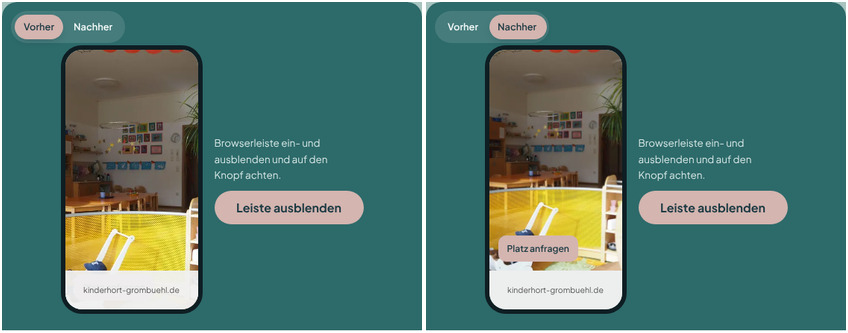 Vorher Nachher
Browserleiste ein- und
ausblenden und auf den
Knopf achten.
Leiste ausblenden
kinderhort-grombuehl.de
Vorher Nachher
Browserleiste ein- und
ausblenden und auf den
Knopf achten.
Leiste ausblenden
Platz anfragen
kinderhort-grombuehl.de